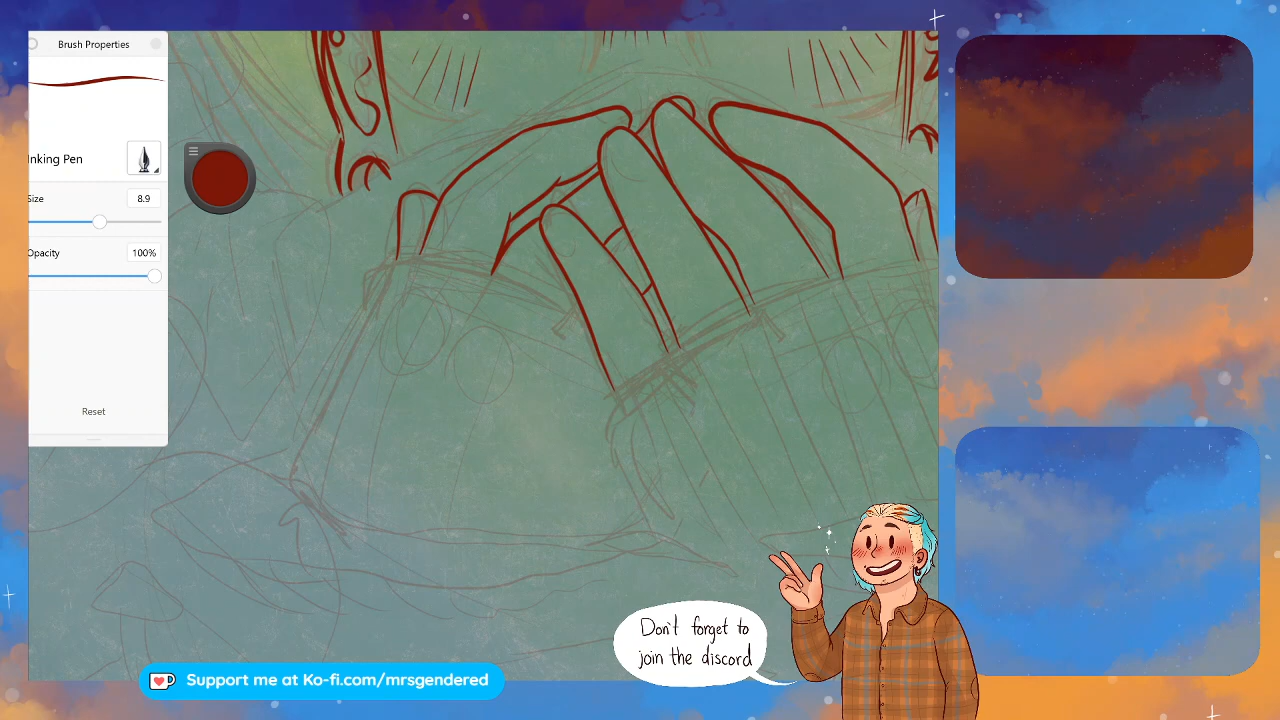 Brush Properties
Inking Pen
Size
8.9
Opacity
100%
Reset
Don't forget to
join the discord
Support me at Ko-fi.com/mrsgendered